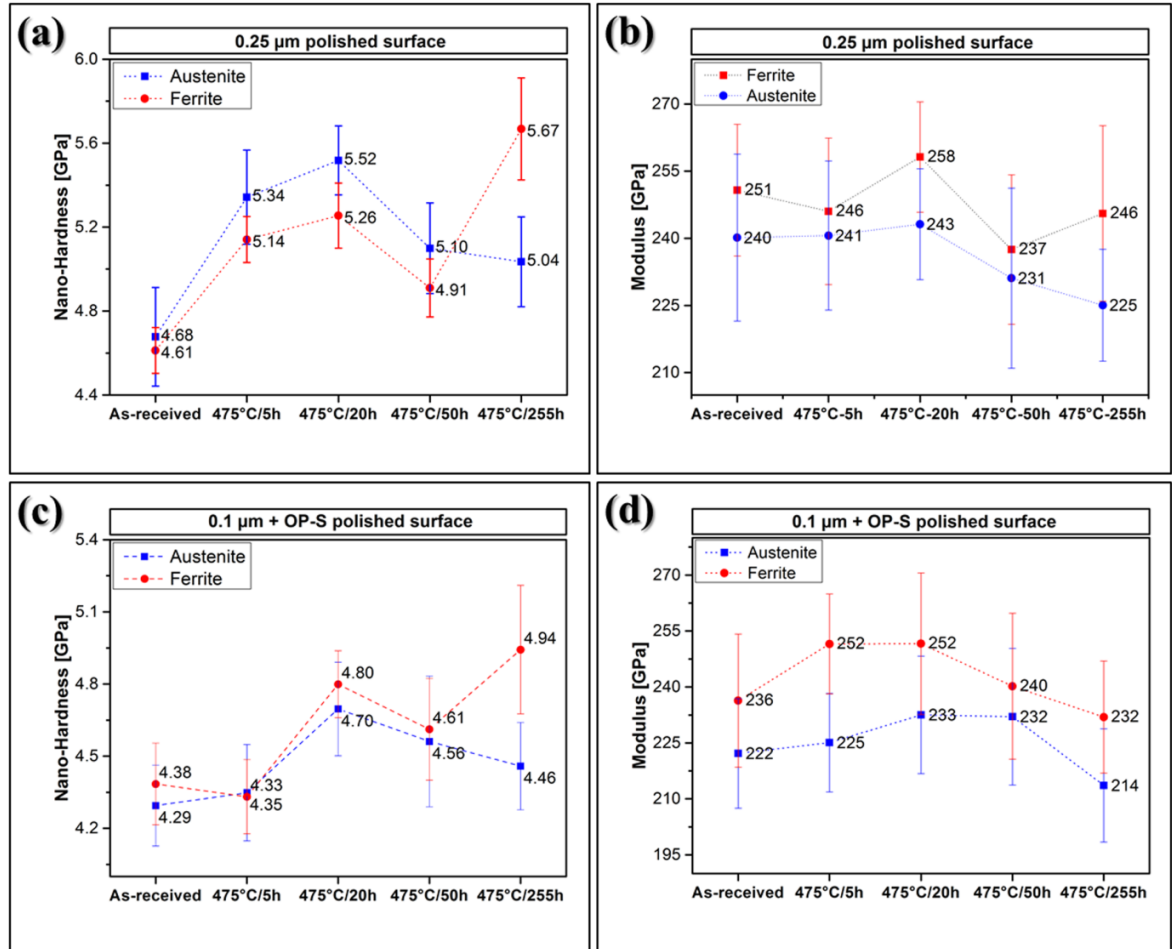 (a)
0.25 µm polished surface
Nano-Hardness [GPa]
6.0
5.6
5.2
4.8
4.4
Austenite
Ferrite
4.68
4.61
5.34
5.14
5.52
5.26
5.10
4.91
5.67
5.04
As-received 475°C/5h 475°C/20h 475°C/50h 475°C/255h
(b)
0.25 µm polished surface
Modulus [GPa]
270
255
240
225
210
Ferrite
Austenite
251
240
246
241
258
243
237
231
246
225
As-received 475°C-5h 475°C-20h 475°C-50h 475°C-255h
(c)
0.1 µm + OP-S polished surface
Nano-Hardness [GPa]
5.4
5.1
4.8
4.5
4.2
Austenite
Ferrite
4.38
4.29
4.33
4.35
4.80
4.70
4.61
4.56
4.94
4.46
As-received 475°C/5h 475°C/20h 475°C/50h 475°C/255h
(d)
0.1 µm + OP-S polished surface
Modulus [GPa]
270
255
240
225
210
195
Austenite
Ferrite
236
222
252
225
252
233
240
232
232
214
As-received 475°C/5h 475°C/20h 475°C/50h 475°C/255h